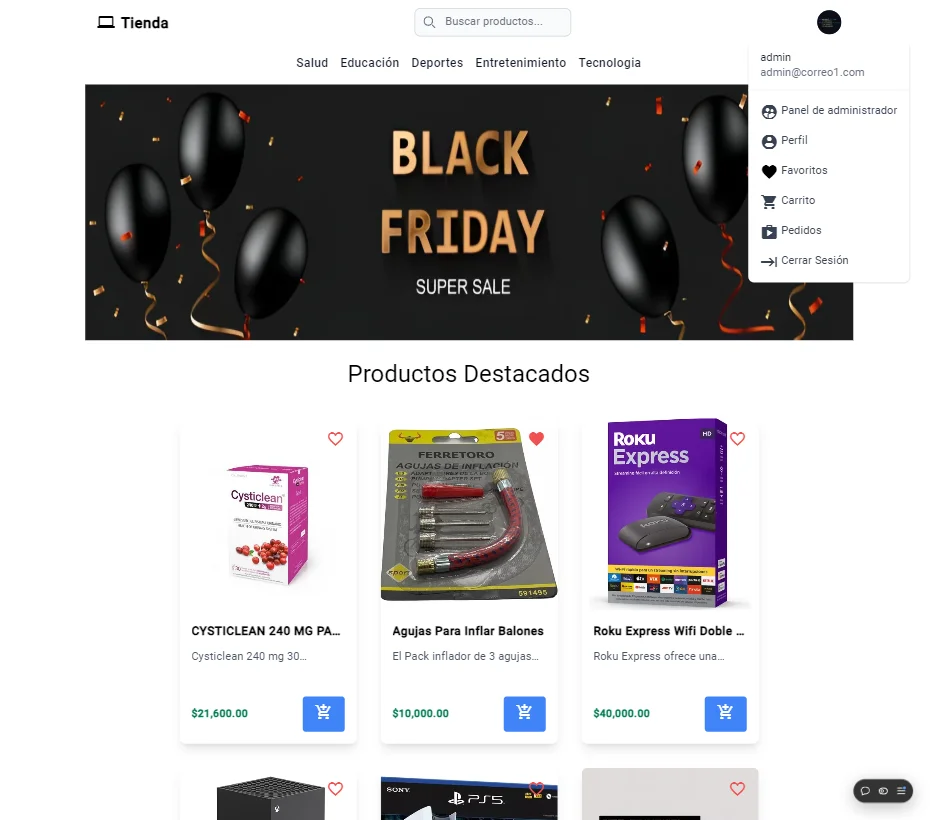 Tienda
Buscar productos...
admin
admin@correo1.com
Salud Educación Deportes Entretenimiento Tecnologia
Panel de administrador
Perfil
Favoritos
Carrito
Pedidos
Cerrar Sesión
BLACK
FRIDAY
SUPER SALE
Productos Destacados
Cysticlean
FERRETORO
AGUJAS DE INFLACIÓN
591495
Roku
Express
HD
CYSTICLEAN 240 MG PA...
Cysticlean 240 mg 30...
$21,600.00
Agujas Para Inflar Balones
El Pack inflador de 3 agujas...
$10,000.00
Roku Express Wifi Doble ...
Roku Express ofrece una...
$40,000.00
SONY
PS5